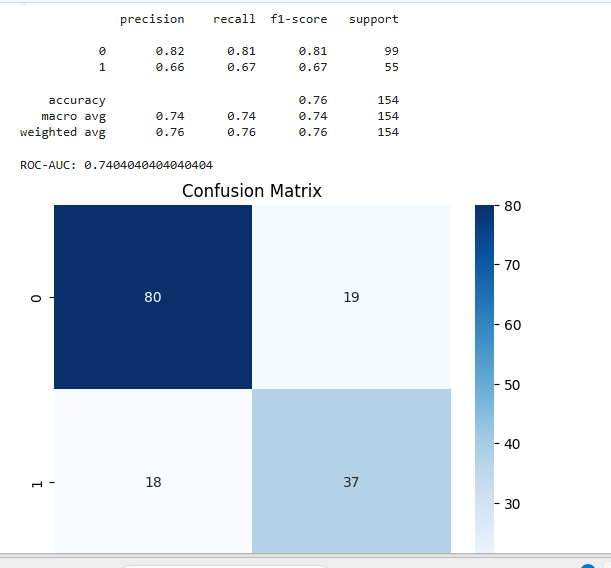 precision recall f1-score support
0 0.82 0.81 0.81 99
1 0.66 0.67 0.67 55
accuracy 0.76 154
macro avg 0.74 0.74 0.74 154
weighted avg 0.76 0.76 0.76 154
ROC-AUC: 0.7404040404040404
Confusion Matrix
80
70
0 80 19
60
50
40
1 18 37
30